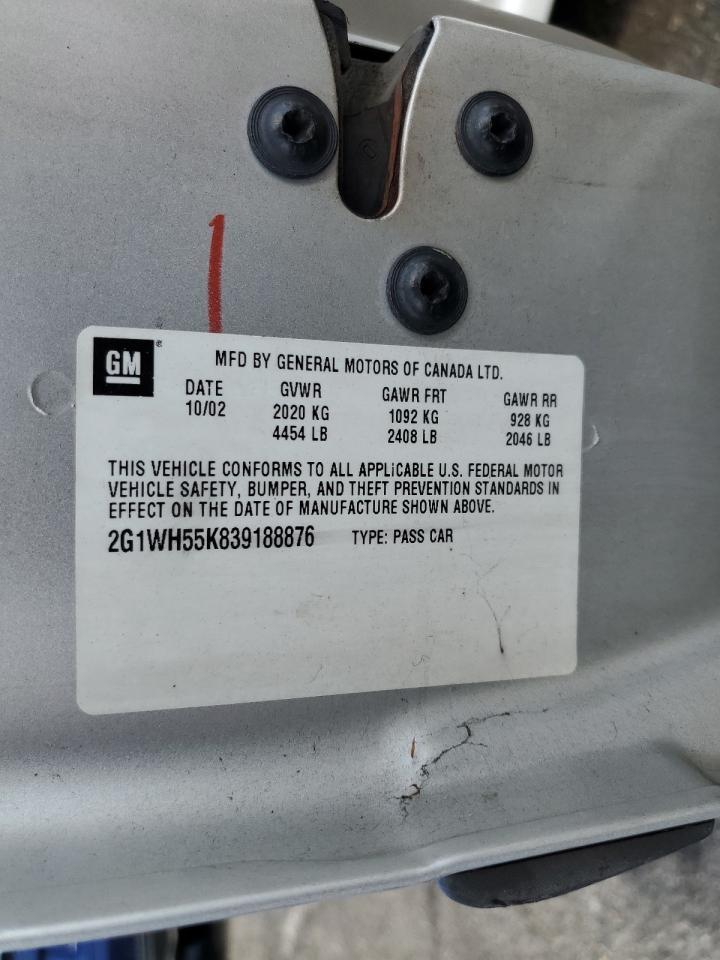 1
GM ® MFD BY GENERAL MOTORS OF CANADA LTD.
DATE GVWR GAWR FRT GAWR RR
10/02 2020 KG 1092 KG 928 KG
4454 LB 2408 LB 2046 LB
THIS VEHICLE CONFORMS TO ALL APPLICABLE U.S. FEDERAL MOTOR
VEHICLE SAFETY, BUMPER, AND THEFT PREVENTION STANDARDS IN
EFFECT ON THE DATE OF MANUFACTURE SHOWN ABOVE.
2G1WH55K839188876 TYPE: PASS CAR